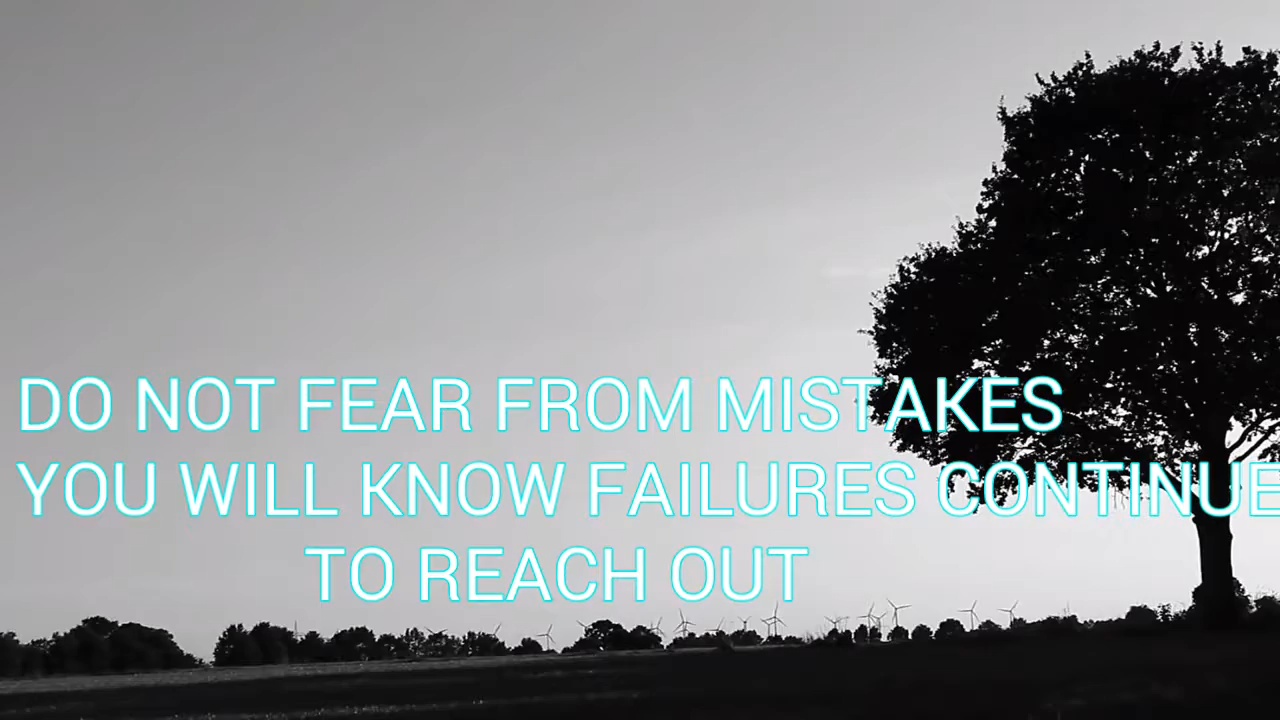 DO NOT FEAR FROM MISTAKES
YOU WILL KNOW FAILURES CONTINUE
TO REACH OUT